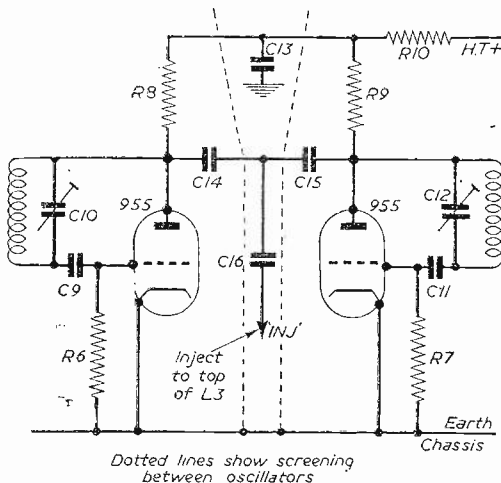 C13
R10
H.T+
R8
R9
C14
C15
C10
955
955
C12
C16
C9
C11
'INJ'
R6
Inject
to top
of L3
R7
Earth
Chassis
Dotted lines show screening
between oscillators